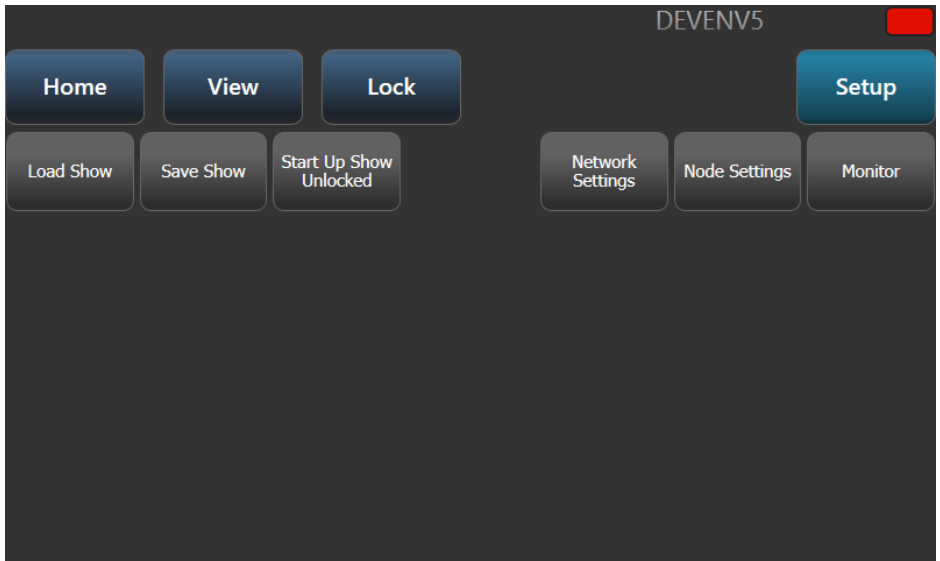 DEVENV5
Home
View
Lock
Setup
Load Show
Save Show
Start Up Show
Unlocked
Network
Settings
Node Settings
Monitor